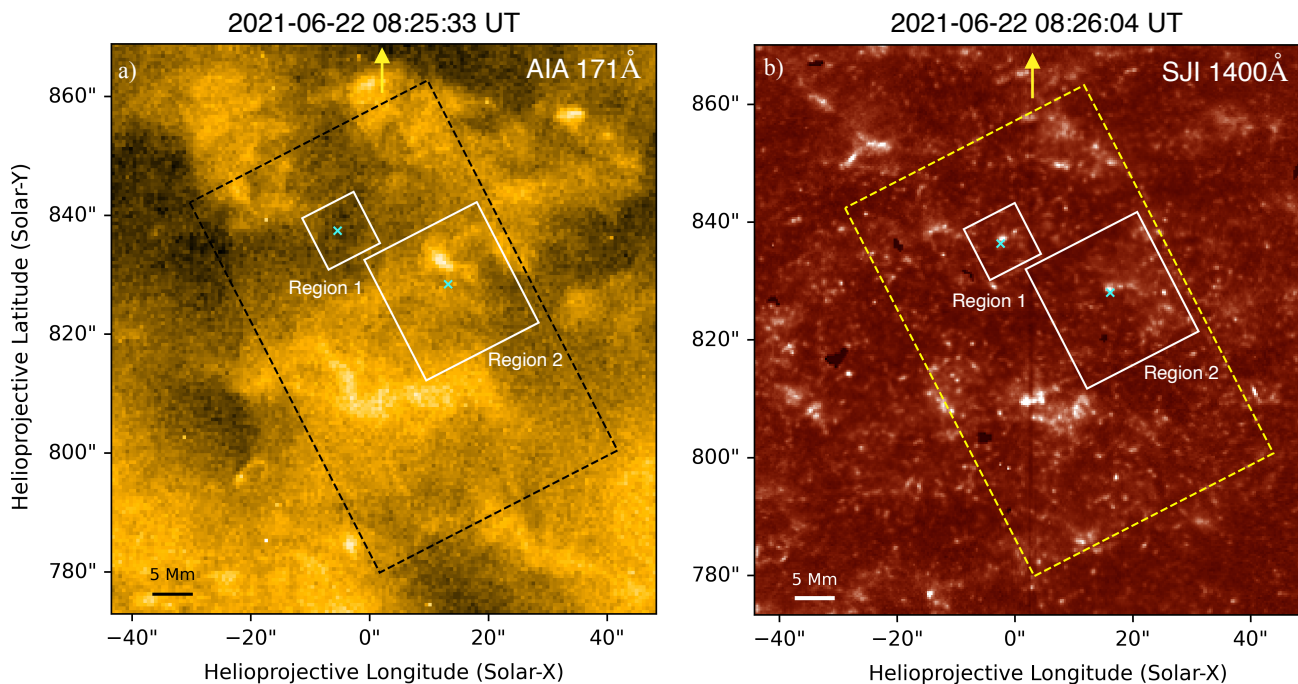 2021-06-22 08:25:33 UT
a)
AIA 171Å
Region 1
Region 2
5 Mm
860"
840"
820"
800"
780"
−40"
−20"
0"
20"
40"
Helioprojective Latitude (Solar-Y)
Helioprojective Longitude (Solar-X)
2021-06-22 08:26:04 UT
b)
SJI 1400Å
Region 1
Region 2
5 Mm
860"
840"
820"
800"
780"
−40"
−20"
0"
20"
40"
Helioprojective Longitude (Solar-X)